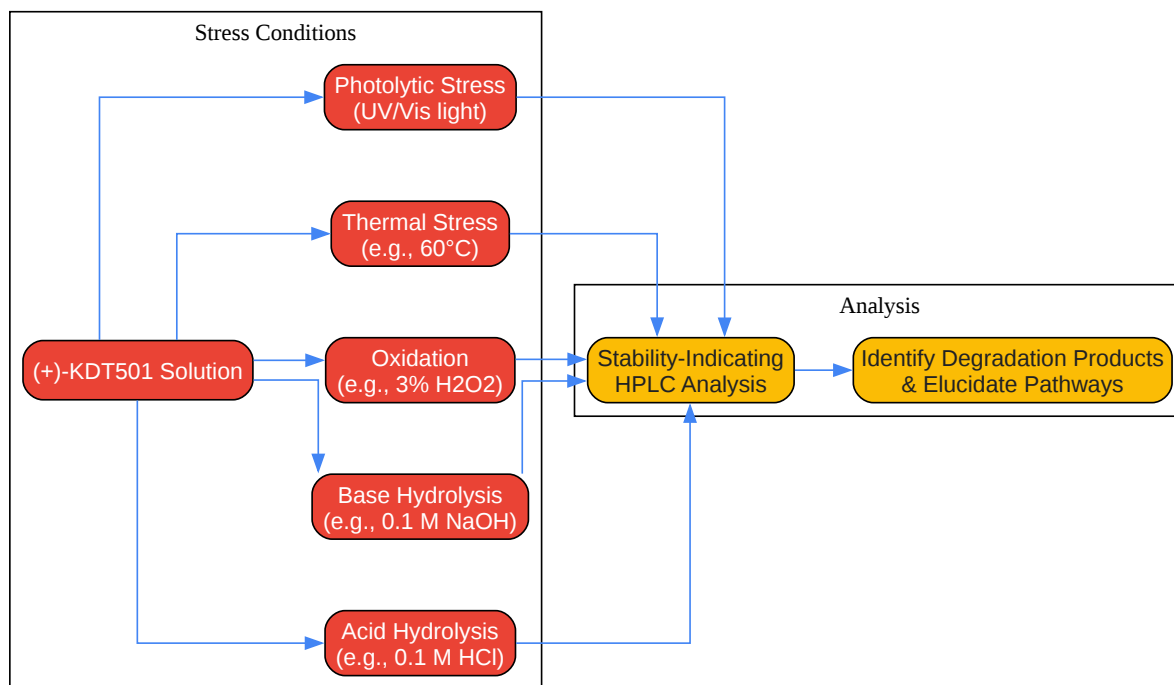 Stress Conditions
Photolytic Stress
(UV/Vis light)
Thermal Stress
(e.g., 60°C)
Analysis
(+)-KDT501 Solution
Oxidation
(e.g., 3% H2O2)
Stability-Indicating
HPLC Analysis
Identify Degradation Products
& Elucidate Pathways
Base Hydrolysis
(e.g., 0.1 M NaOH)
Acid Hydrolysis
(e.g., 0.1 M HCl)